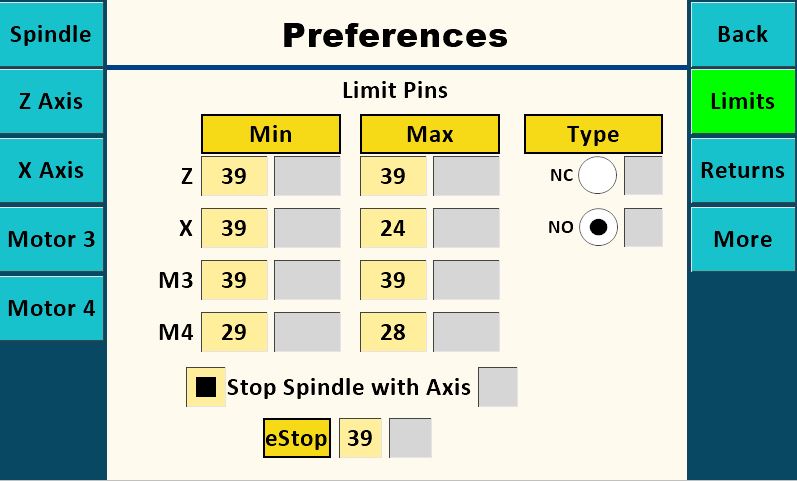 Preferences
Spindle
Z Axis
X Axis
Motor 3
Motor 4
Limit Pins
Min Max Type
Z 39 39 NC
X 39 24 NO
M3 39 39
M4 29 28
Stop Spindle with Axis
eStop 39
Back
Limits
Returns
More